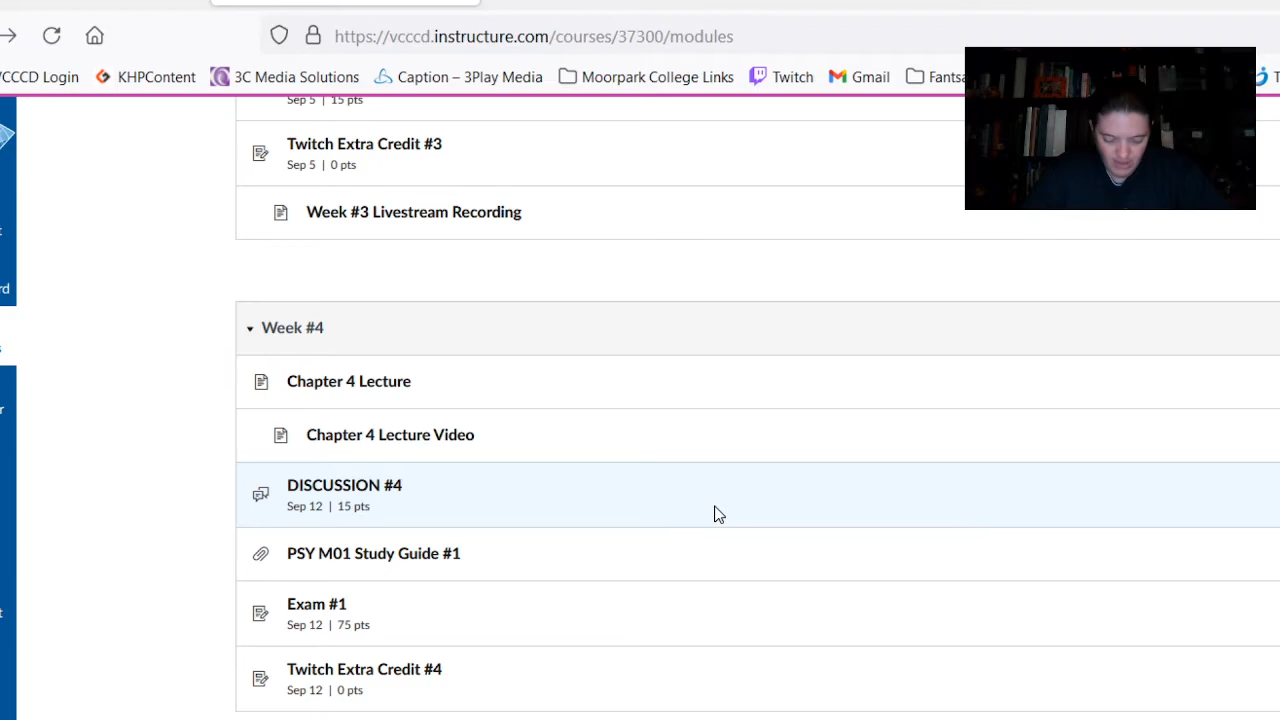 https://vcccd.instructure.com/courses/37300/modules
VCCCD Login KHPContent 3C Media Solutions Caption – 3Play Media Moorpark College Links Twitch Gmail
Sep 5 | 15 pts
Twitch Extra Credit #3
Sep 5 | 0 pts
Week #3 Livestream Recording
Week #4
Chapter 4 Lecture
Chapter 4 Lecture Video
DISCUSSION #4
Sep 12 | 15 pts
PSY M01 Study Guide #1
Exam #1
Sep 12 | 75 pts
Twitch Extra Credit #4
Sep 12 | 0 pts